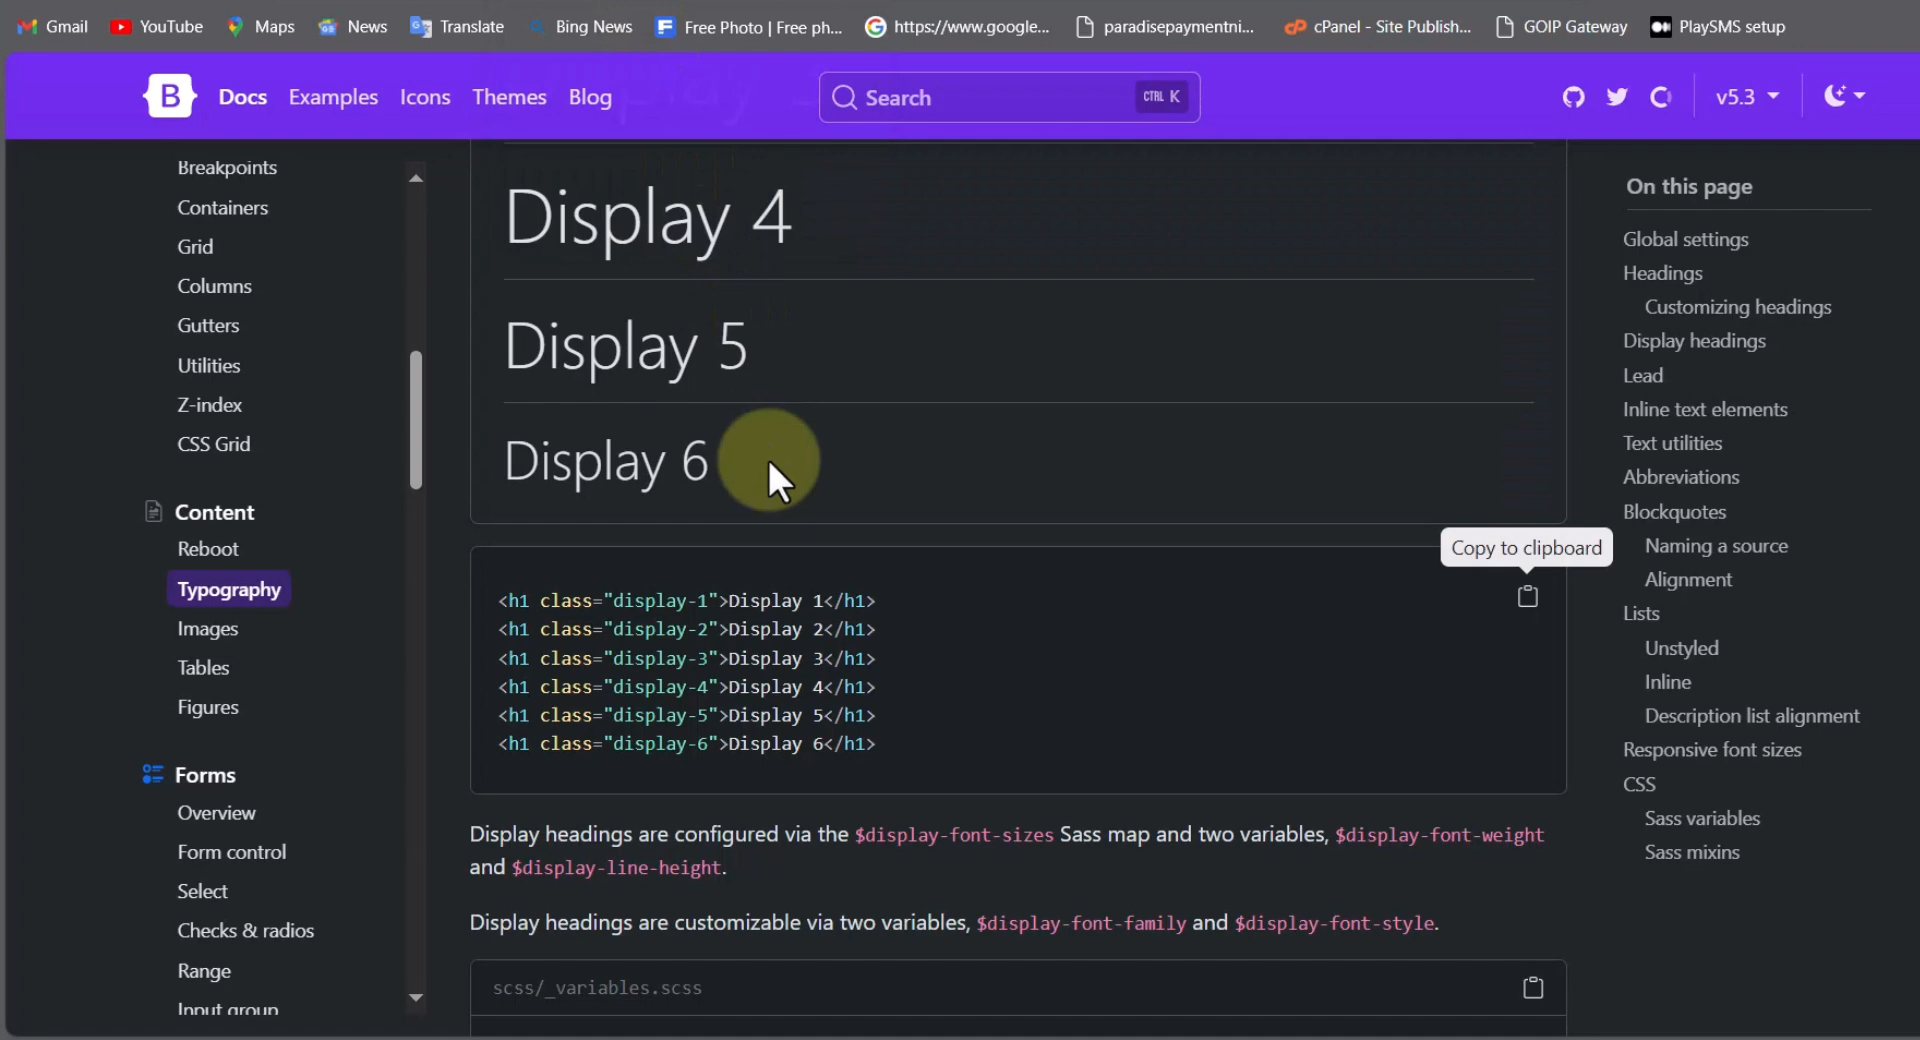 Gmail
YouTube
Maps
News
Translate
Bing News
Free Photo | Free ph...
https://www.google...
paradisepaymentni...
cPanel - Site Publish...
GOIP Gateway
PlaySMS setup
B
Docs
Examples
Icons
Themes
Blog
Search
CTRL K
v5.3
Breakpoints
Containers
Grid
Columns
Gutters
Utilities
Z-index
CSS Grid
Content
Reboot
Typography
Images
Tables
Figures
Forms
Overview
Form control
Select
Checks & radios
Range
Input group
Display 4
Display 5
Display 6
Copy to clipboard
<h1 class="display-1">Display 1</h1>
<h1 class="display-2">Display 2</h1>
<h1 class="display-3">Display 3</h1>
<h1 class="display-4">Display 4</h1>
<h1 class="display-5">Display 5</h1>
<h1 class="display-6">Display 6</h1>
Display headings are configured via the $display-font-sizes Sass map and two variables, $display-font-weight
and $display-line-height.
Display headings are customizable via two variables, $display-font-family and $display-font-style.
scss/_variables.scss
On this page
Global settings
Headings
Customizing headings
Display headings
Lead
Inline text elements
Text utilities
Abbreviations
Blockquotes
Naming a source
Alignment
Lists
Unstyled
Inline
Description list alignment
Responsive font sizes
CSS
Sass variables
Sass mixins